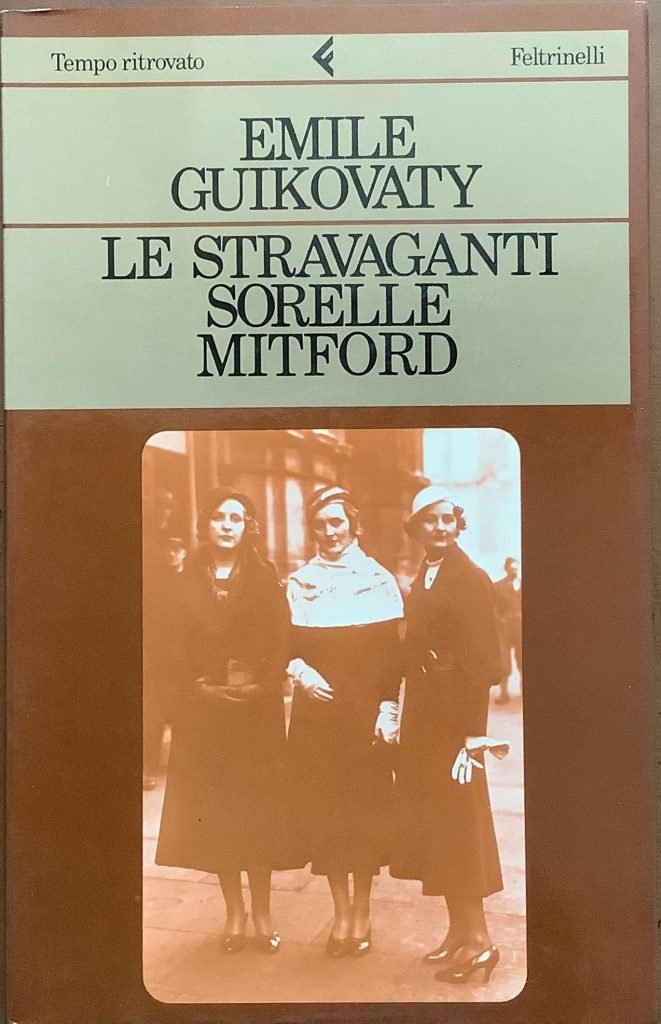 Tempo ritrovato
Feltrinelli
EMILE
GUIKOVATY
LE STRAVAGANTI
SORELLE
MITFORD